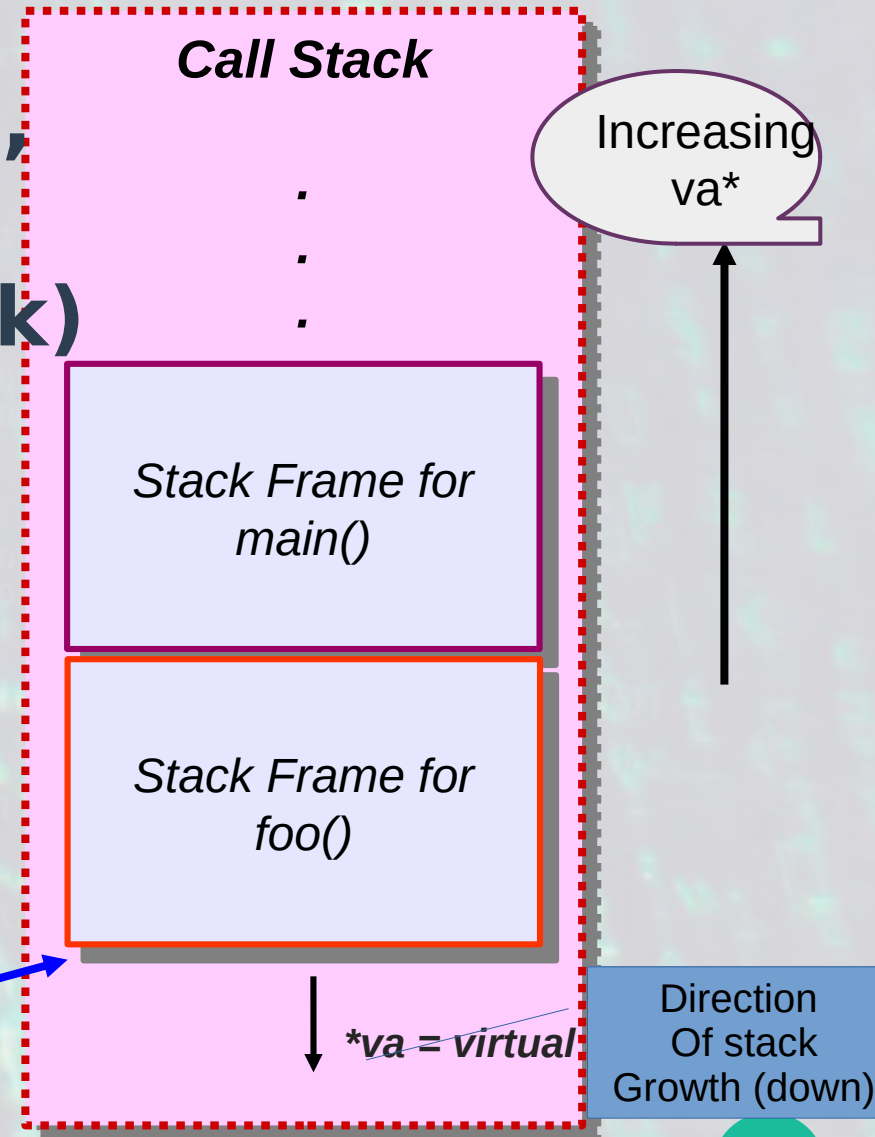 Call Stack
,
Increasing
va*
.
.
.
k)
Stack Frame for
main()
Stack Frame for
foo()
*va = virtual
Direction
Of stack
Growth (down)